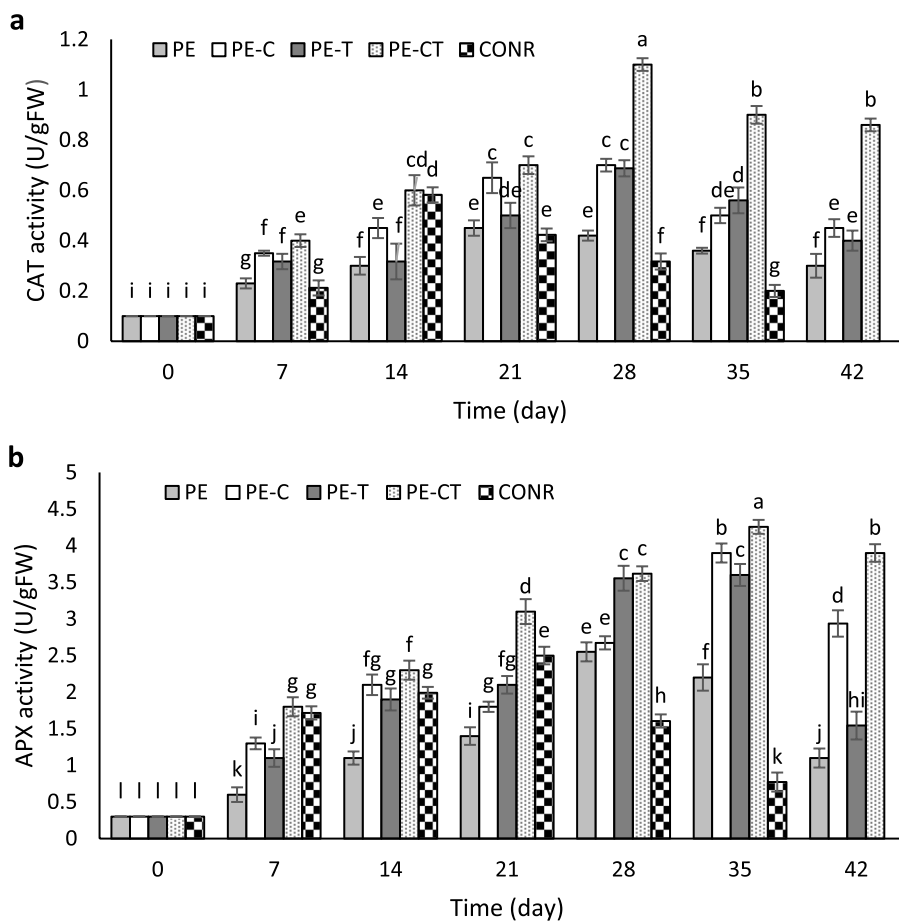 a
1.2
PE PE-C PE-T PE-CT CONR
a
1
b
b
CAT activity (U/gFW)
0.8
c c
cd d
c c
0.6
e
de
de d
e
f f
e
e e
f
e e
0.4
g
f
f
f
f
f
g
g
0.2
i i i i i
0
0 7 14 21 28 35 42
Time (day)
b
5
PE PE-C PE-T PE-CT CONR
4.5
a
b
b
4
c c
c
APX activity (U/gFW)
3.5
d
d
3
e
e e
2.5
f
fg
g
g
f
fg
g
2
g g
i
h
hi
1.5
i
j
j
j
1
k
k
l l l l l
0.5
0
0 7 14 21 28 35 42
Time (day)